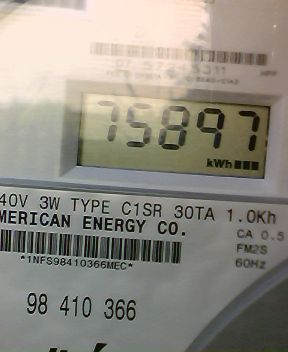 75897
kWh
40V 3W TYPE C1SR 30TA 1.0Kh
MERICAN ENERGY CO.
CA 0.5
FM2S
60Hz
*1NFS98410366MEC*
98 410 366